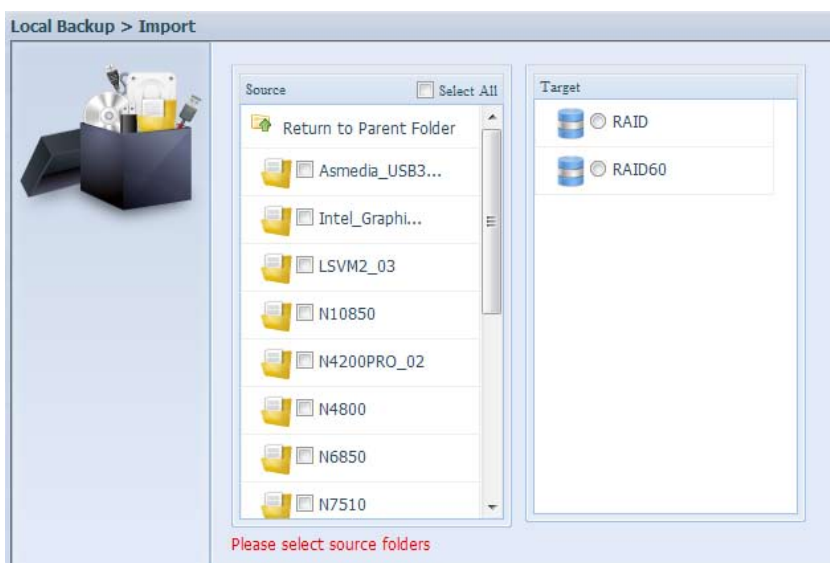 Local Backup > Import
Source
Select All
Return to Parent Folder
Asmedia_USB3...
Intel_Graphi...
LSVM2_03
N10850
N4200PRO_02
N4800
N6850
N7510
Target
RAID
RAID60
Please select source folders